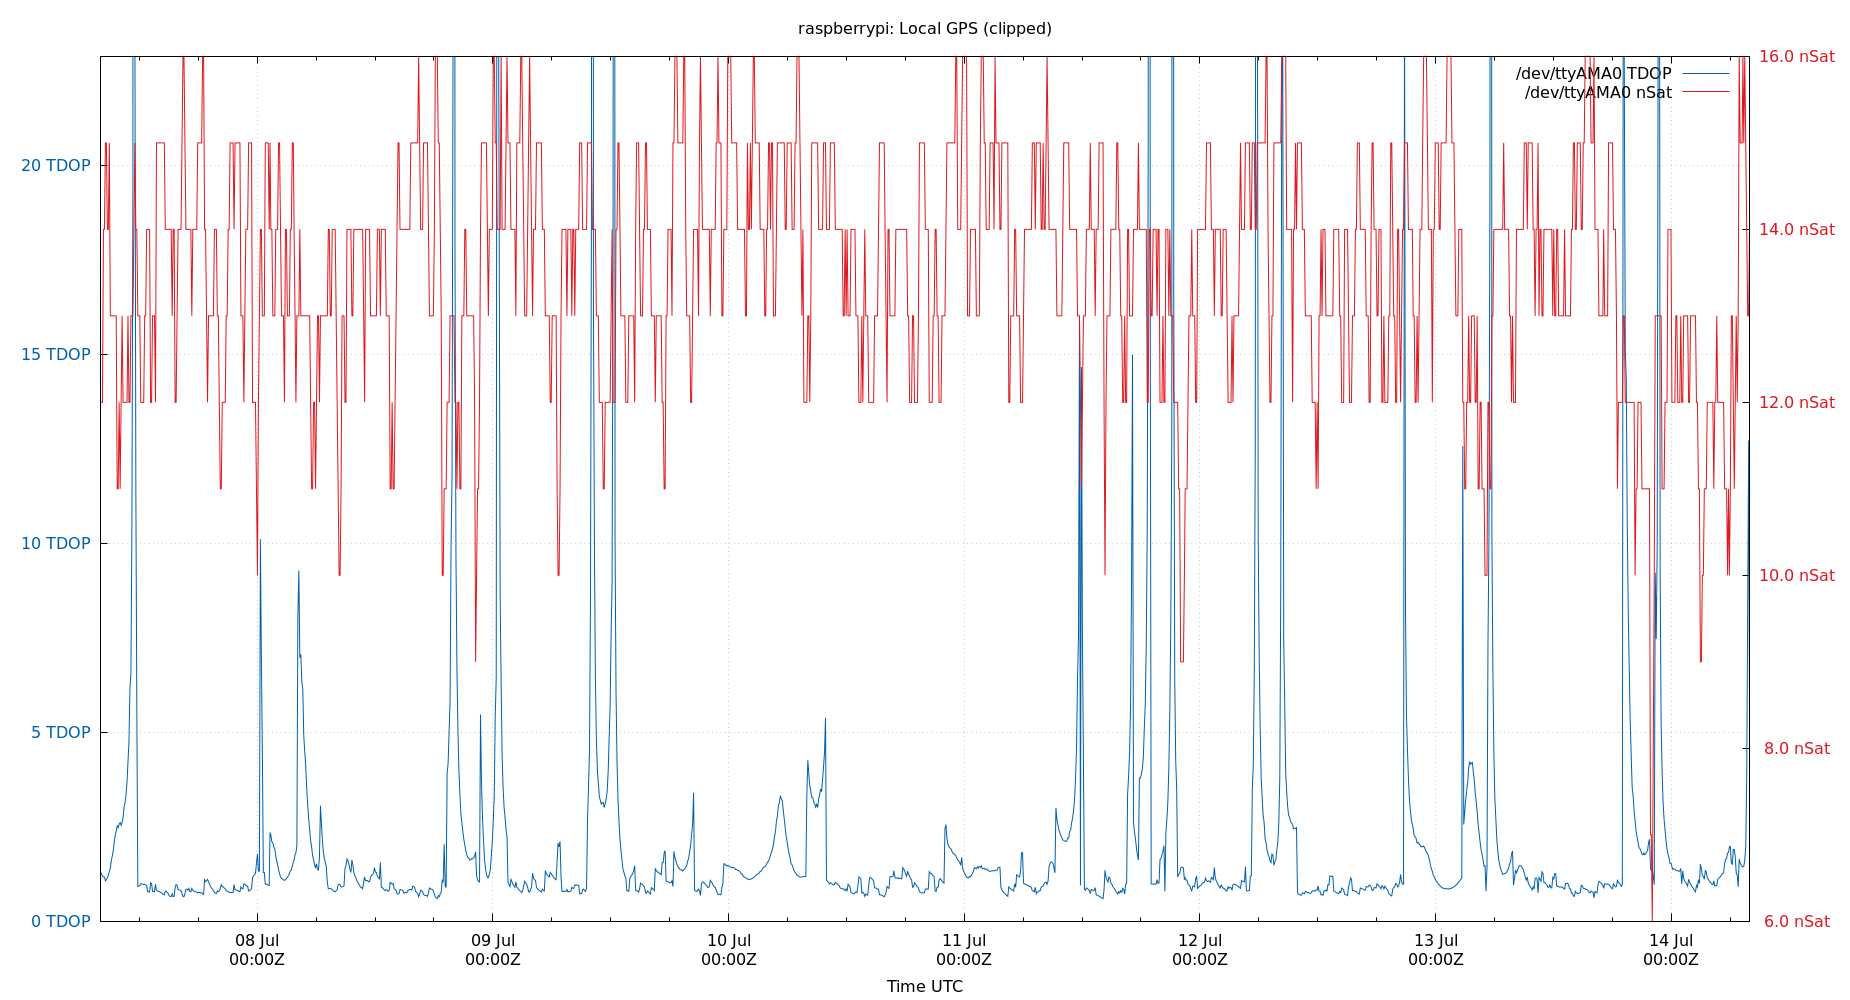 raspberrypi: Local GPS (clipped)
16.0 nSat
/dev/ttyAMA0 TDOP
/dev/ttyAMA0 nSat
20 TDOP
14.0 nSat
15 TDOP
12.0 nSat
10 TDOP
10.0 nSat
5 TDOP
8.0 nSat
0 TDOP
6.0 nSat
08 Jul
00:00Z
09 Jul
00:00Z
10 Jul
00:00Z
11 Jul
00:00Z
12 Jul
00:00Z
13 Jul
00:00Z
14 Jul
00:00Z
Time UTC